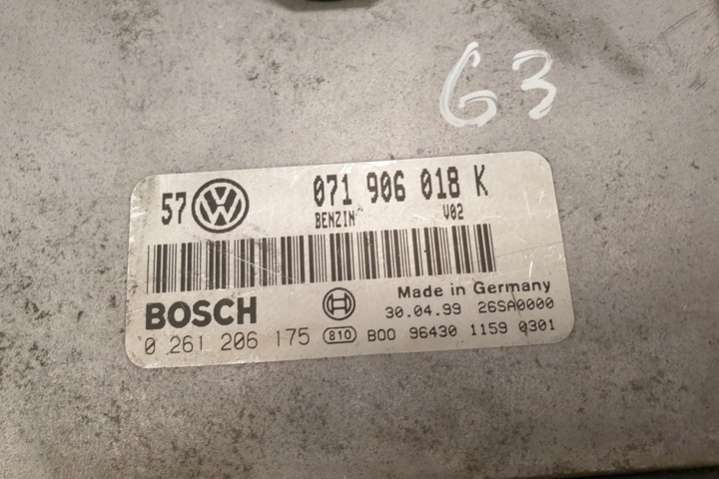 G3
57 VW 071 906 018 K
BENZIN V02
BOSCH Made in Germany
30.04.99 26SA0000
0 261 206 175 810 B00 96430 1159 0301